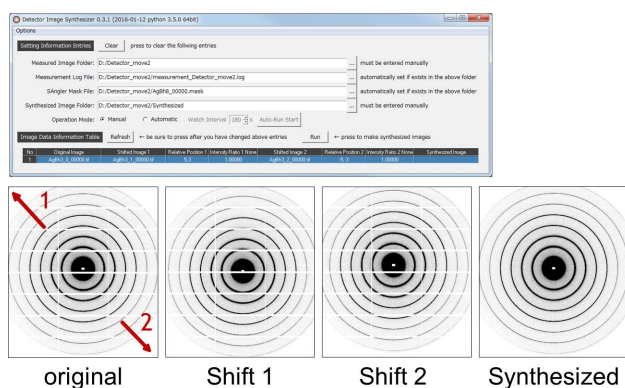 Detector Image Synthesizer 0.3.1 (2016-01-12 python 3.5.0 64bit)
Options
Setting Information Entries Clear press to clear the following entries
Measured Image Folder: D:/Detector_move2 ... must be entered manually
Measurement Log File: D:/Detector_move2/measurement_Detector_move2.log ... automatically set if exists in the above folder
SAngler Mask File: D:/Detector_move2/AgBh8_00000.mask ... automatically set if exists in the above folder
Synthesized Image Folder: D:/Detector_move2/Synthesized ... must be entered manually
Operation Mode: Manual Automatic Watch Interval 180 s Auto-Run Start
Image Data Information Table Refresh ← be sure to press after you have changed above entries Run ← press to make synthesized images
No Original Image Shifted Image 1 Relative Position 1 Intensity Ratio 1 None Shifted Image 2 Relative Position 2 Intensity Ratio 2 None Synthesized Image
1 1.00000 1.00000
1
2
original Shift 1 Shift 2 Synthesized